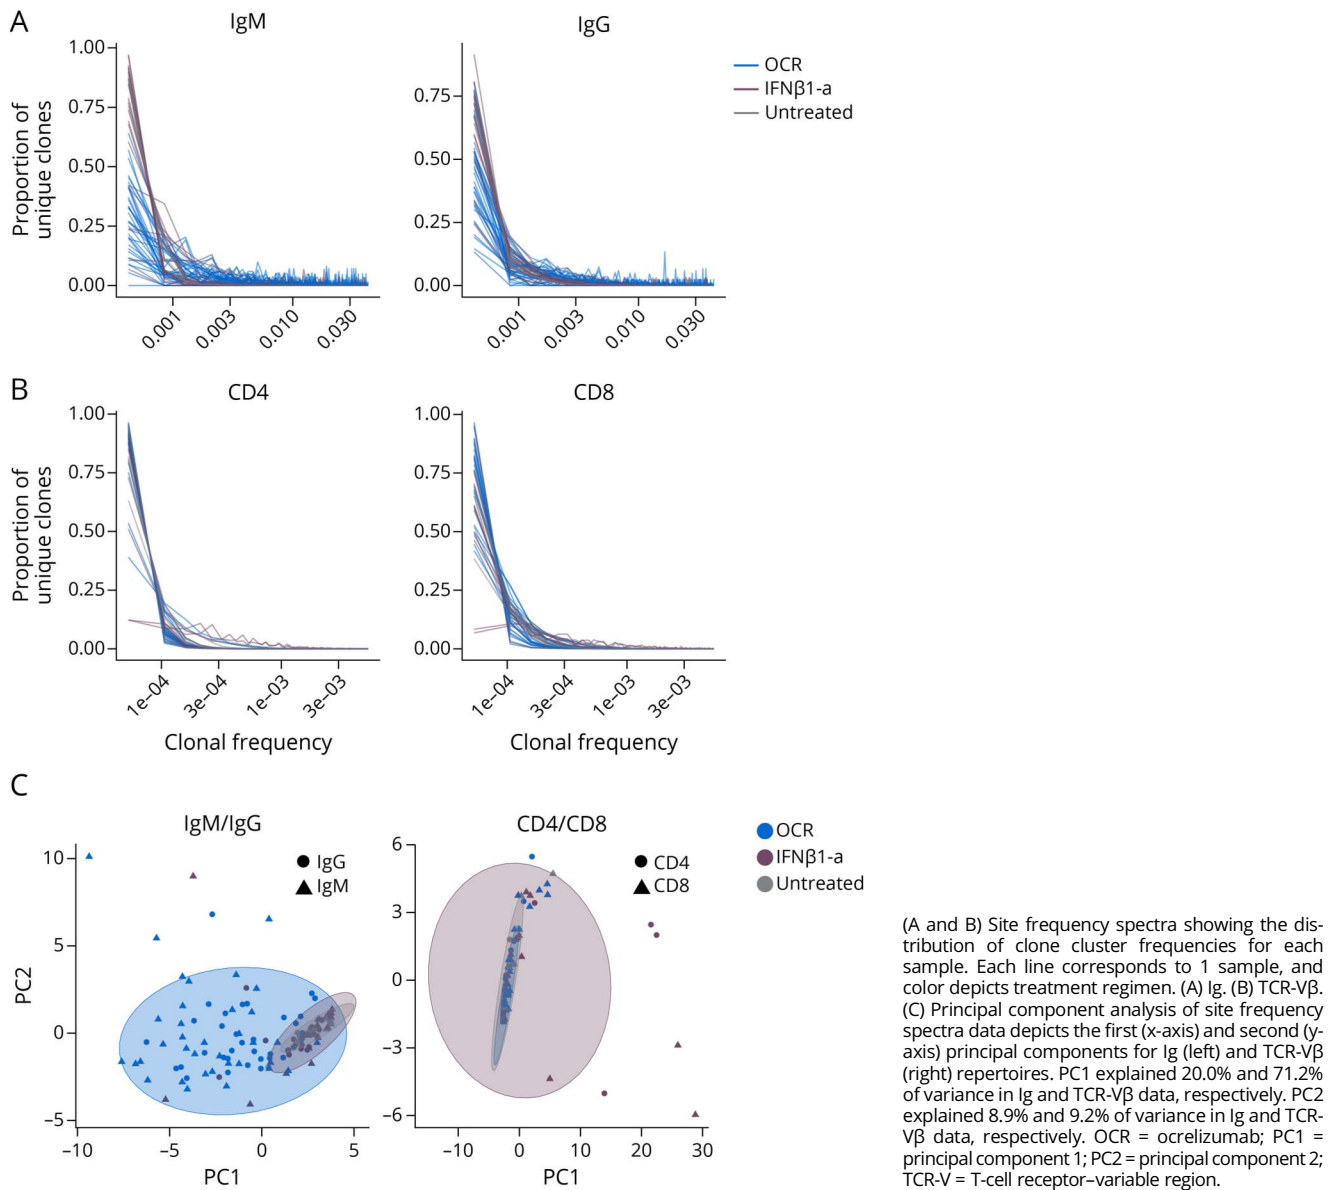 A
IgM
IgG
1.00
0.75
0.50
0.25
0.00
Proportion of
unique clones
0.001
0.003
0.010
0.030
0.75
0.50
0.25
0.00
0.001
0.003
0.010
0.030
OCR
IFNβ1-a
Untreated
B
CD4
CD8
1.00
0.75
0.50
0.25
0.00
Proportion of
unique clones
1e–04
3e–04
1e–03
3e–03
Clonal frequency
1.00
0.75
0.50
0.25
0.00
1e–04
3e–04
1e–03
3e–03
Clonal frequency
C
IgM/IgG
10
5
0
–5
PC2
–10
–5
0
5
PC1
IgG
IgM
CD4/CD8
6
3
0
–3
–6
–10
0
10
20
30
PC1
CD4
CD8
OCR
IFNβ1-a
Untreated
(A and B) Site frequency spectra showing the dis-
tribution of clone cluster frequencies for each
sample. Each line corresponds to 1 sample, and
color depicts treatment regimen. (A) Ig. (B) TCR-Vβ.
(C) Principal component analysis of site frequency
spectra data depicts the first (x-axis) and second (y-
axis) principal components for Ig (left) and TCR-Vβ
(right) repertoires. PC1 explained 20.0% and 71.2%
of variance in Ig and TCR-Vβ data, respectively. PC2
explained 8.9% and 9.2% of variance in Ig and TCR-
Vβ data, respectively. OCR = ocrelizumab; PC1 =
principal component 1; PC2 = principal component 2;
TCR-V = T-cell receptor–variable region.